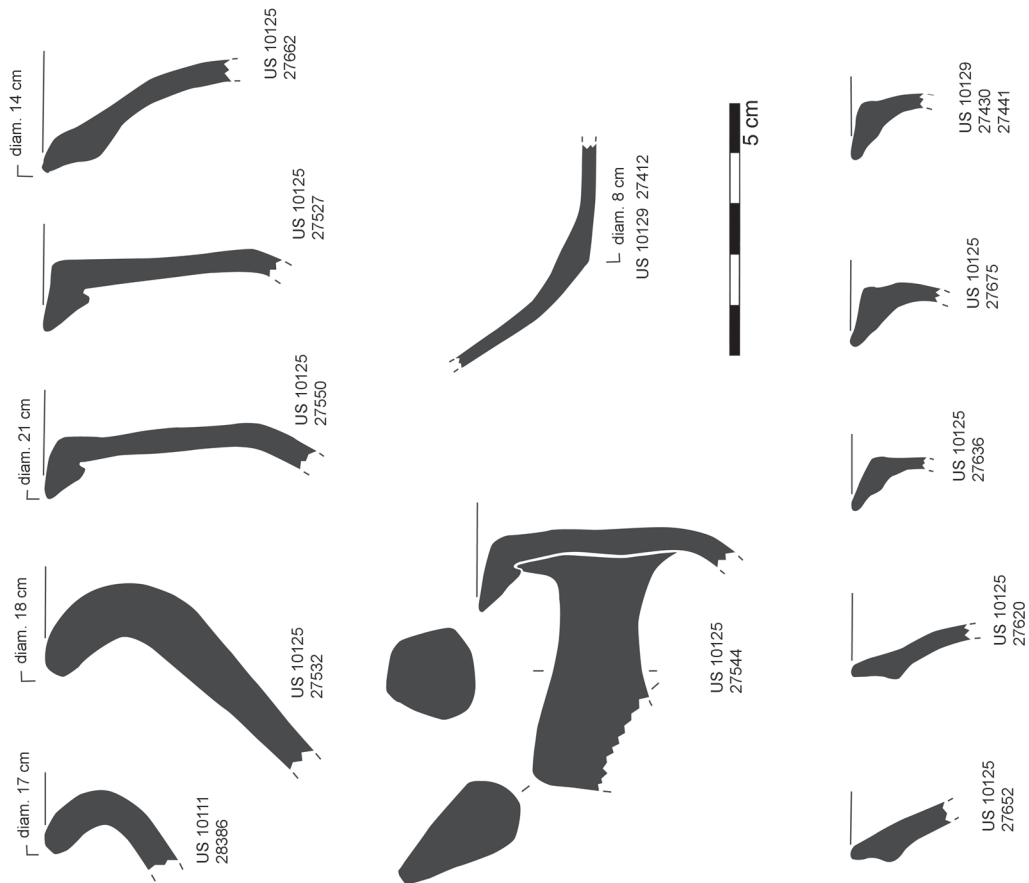 diam. 17 cm
US 10111
28386
diam. 18 cm
US 10125
27532
diam. 21 cm
US 10125
27550
US 10125
27527
diam. 14 cm
US 10125
27662
US 10125
27544
diam. 8 cm
US 10129 27412
5 cm
US 10125
27652
US 10125
27620
US 10125
27636
US 10125
27675
US 10129
27430
27441